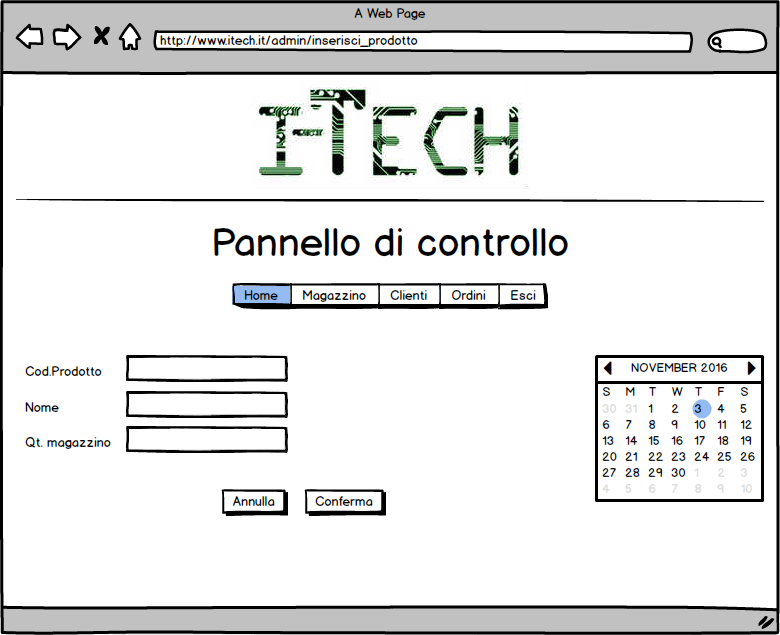 A Web Page
http://www.itech.it/admin/inserisci_prodotto
I-TECH
Pannello di controllo
Home Magazzino Clienti Ordini Esci
Cod.Prodotto
Nome
Qt. magazzino
Annulla Conferma
NOVEMBER 2016
S M T W T F S
30 31 1 2 3 4 5
6 7 8 9 10 11 12
13 14 15 16 17 18 19
20 21 22 23 24 25 26
27 28 29 30 1 2 3
4 5 6 7 8 9 10